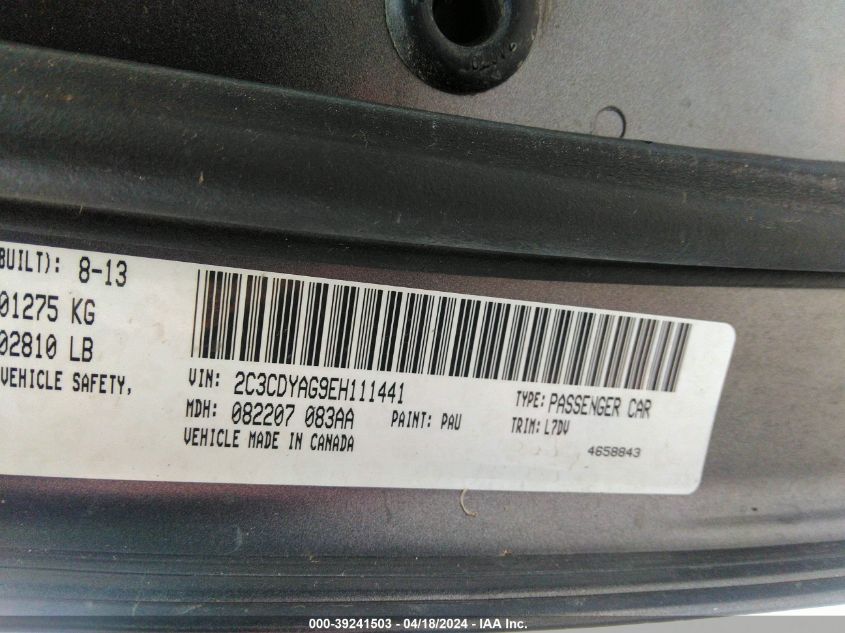 BUILT): 8-13
01275 KG
02810 LB
VEHICLE SAFETY,
VIN: 2C3CDYAG9EH111441
TYPE: PASSENGER CAR
MDH: 082207 083AA PAINT: PAU
TRIM: L7DV
VEHICLE MADE IN CANADA
4658843
000-39241503 - 04/18/2024 - IAA Inc.